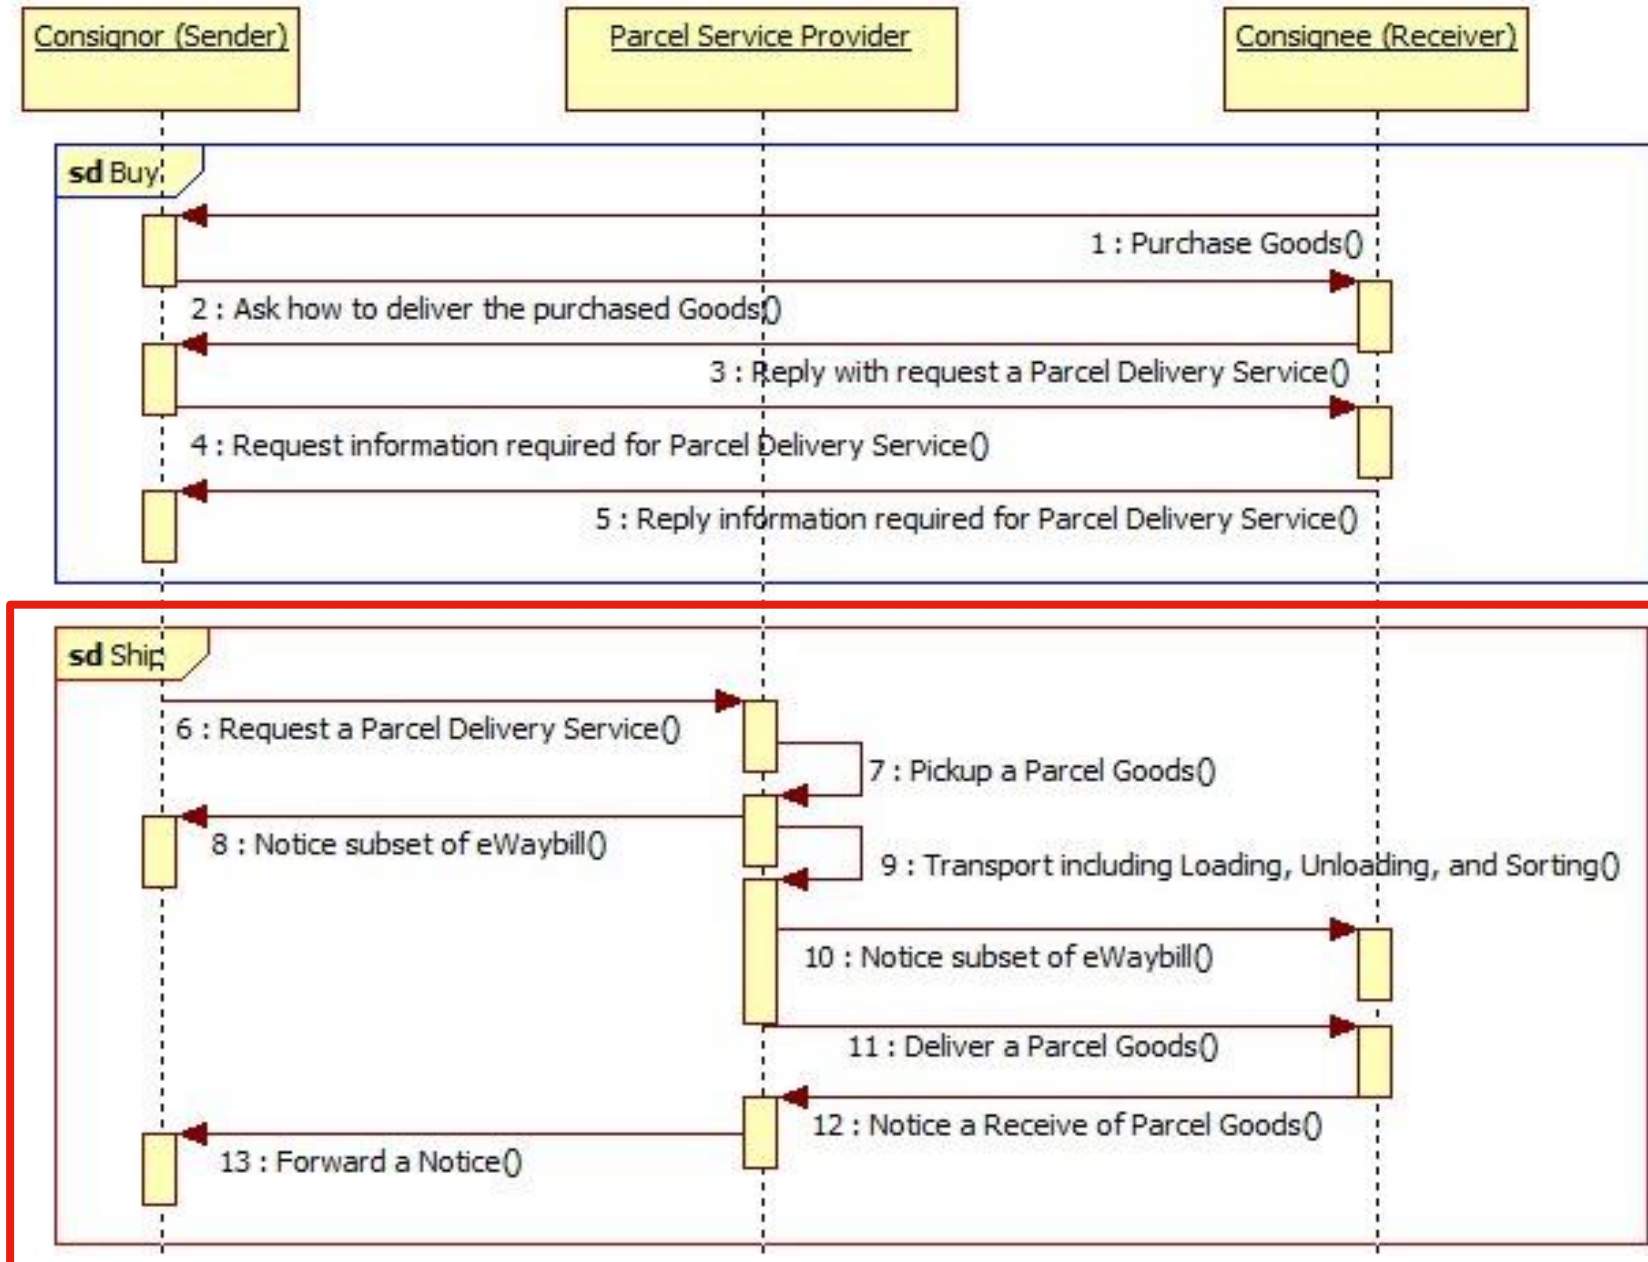 Consignor (Sender)
Parcel Service Provider
Consignee (Receiver)
sd Buy
1 : Purchase Goods()
2 : Ask how to deliver the purchased Goods()
3 : Reply with request a Parcel Delivery Service()
4 : Request information required for Parcel Delivery Service()
5 : Reply information required for Parcel Delivery Service()
sd Ship
6 : Request a Parcel Delivery Service()
7 : Pickup a Parcel Goods()
8 : Notice subset of eWaybill()
9 : Transport including Loading, Unloading, and Sorting()
10 : Notice subset of eWaybill()
11 : Deliver a Parcel Goods()
12 : Notice a Receive of Parcel Goods()
13 : Forward a Notice()